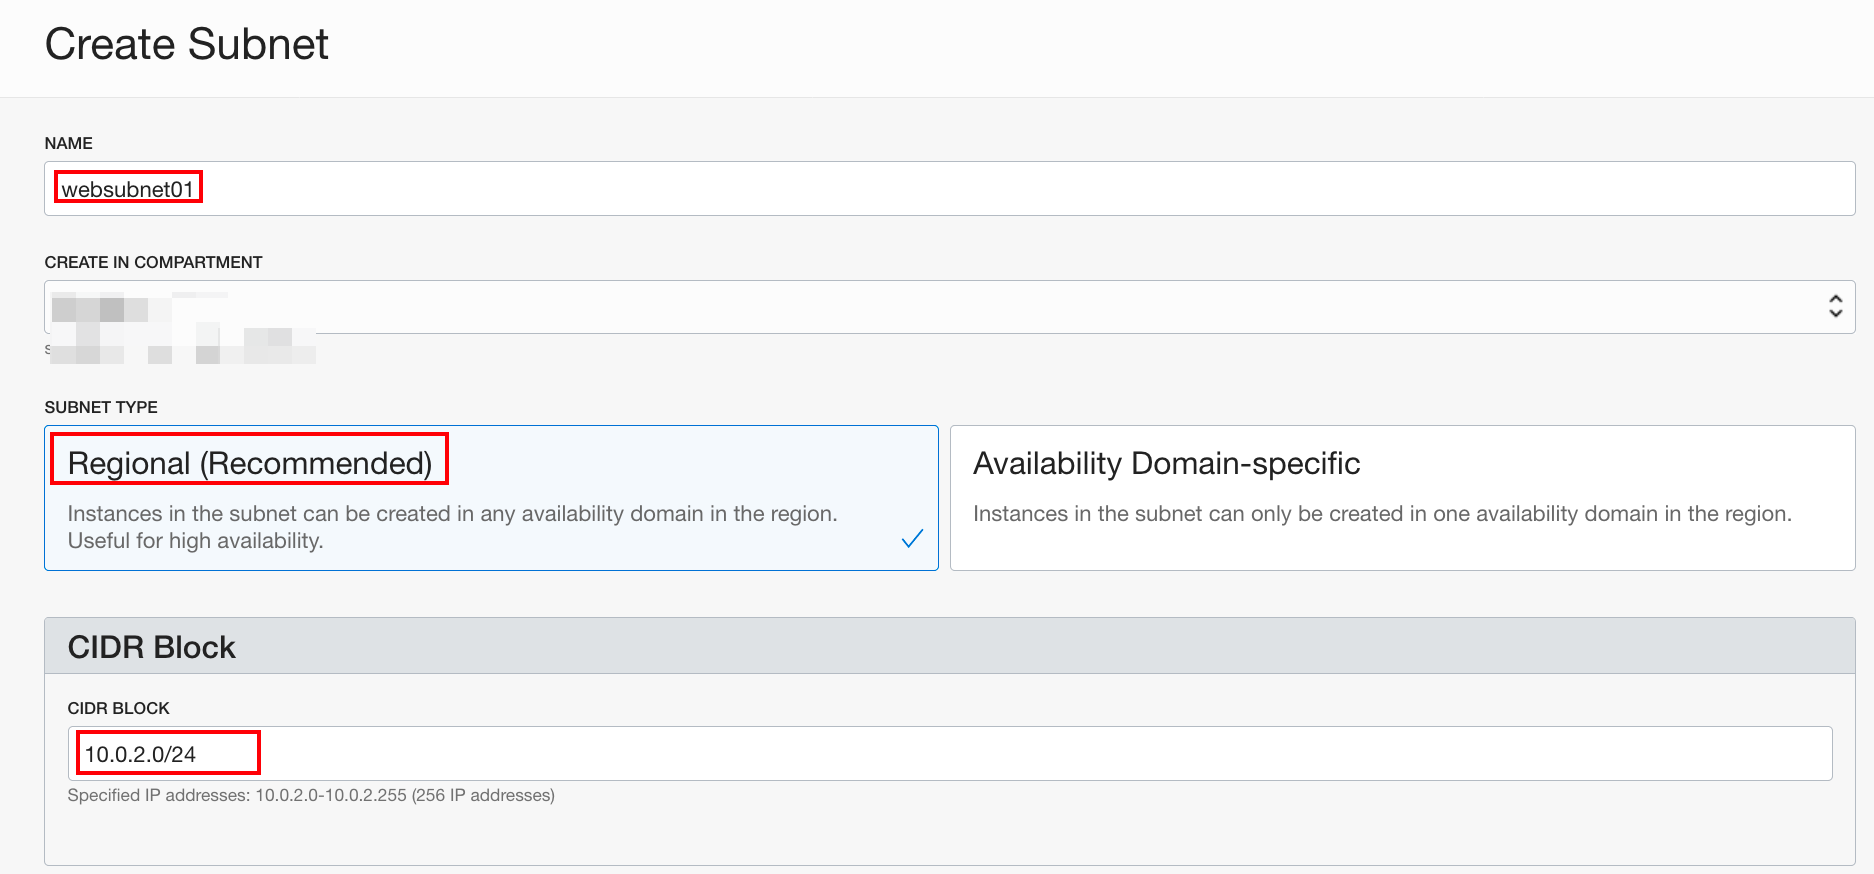 Create Subnet
NAME
websubnet01
CREATE IN COMPARTMENT
SUBNET TYPE
Regional (Recommended)
Instances in the subnet can be created in any availability domain in the region.
Useful for high availability.
Availability Domain-specific
Instances in the subnet can only be created in one availability domain in the region.
CIDR Block
CIDR BLOCK
10.0.2.0/24
Specified IP addresses: 10.0.2.0-10.0.2.255 (256 IP addresses)